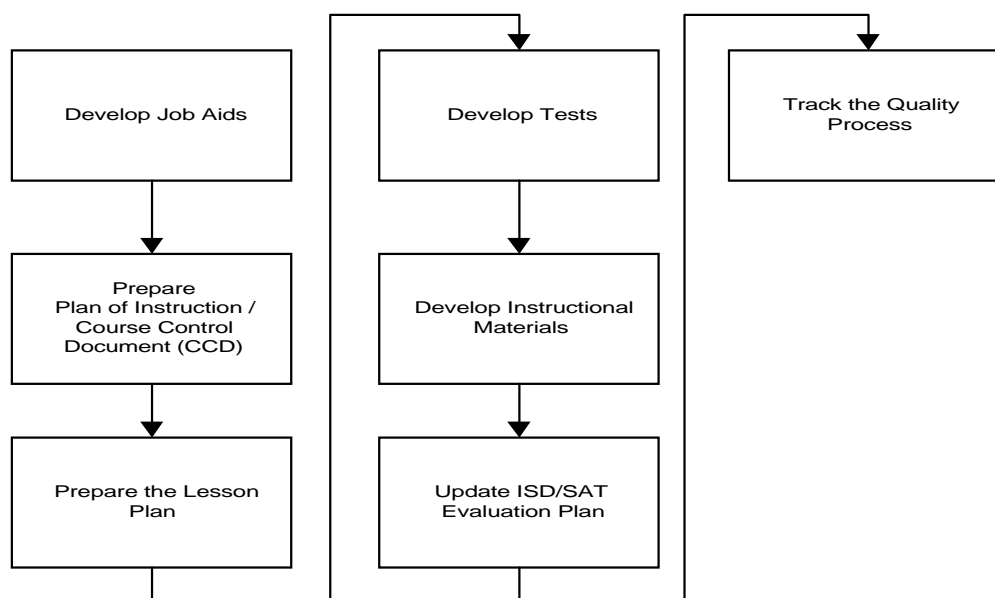 Develop Job Aids
Prepare
Plan of Instruction /
Course Control
Document (CCD)
Prepare the Lesson
Plan
Develop Tests
Develop Instructional
Materials
Update ISD/SAT
Evaluation Plan
Track the Quality
Process